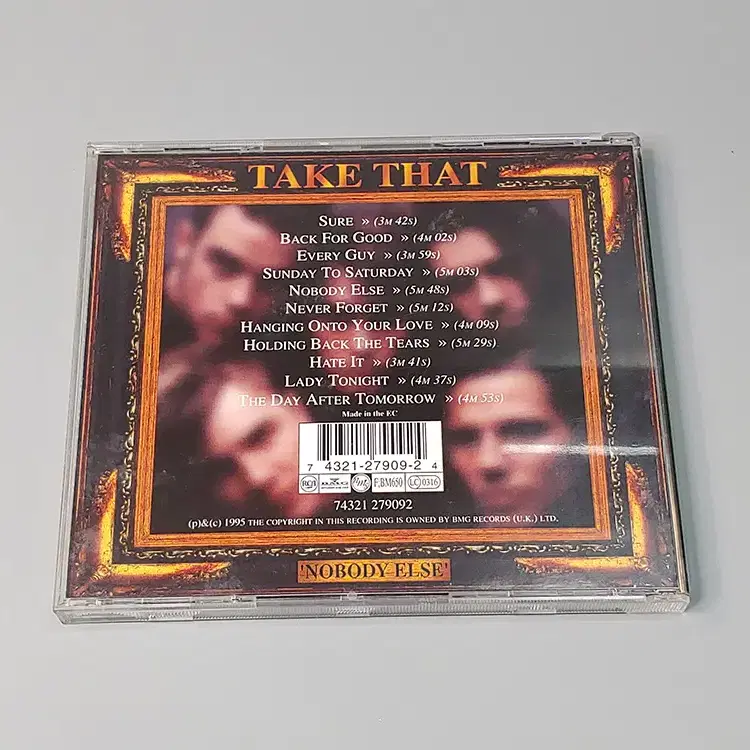 TAKE THAT
SURE » (3M 42S)
BACK FOR GOOD » (4M 02S)
EVERY GUY » (3M 59S)
SUNDAY TO SATURDAY » (5M 03S)
NOBODY ELSE » (5M 48S)
NEVER FORGET » (5M 12S)
HANGING ONTO YOUR LOVE » (4M 09S)
HOLDING BACK THE TEARS » (5M 29S)
HATE IT » (3M 41S)
LADY TONIGHT » (4M 37S)
THE DAY AFTER TOMORROW » (4M 53S)
Made in the EC
7 4321-27909-2 4
RCA BMG F,BM650 LC 0316
74321 279092
(p)&(c) 1995 THE COPYRIGHT IN THIS RECORDING IS OWNED BY BMG RECORDS (U.K.) LTD.
'NOBODY ELSE'